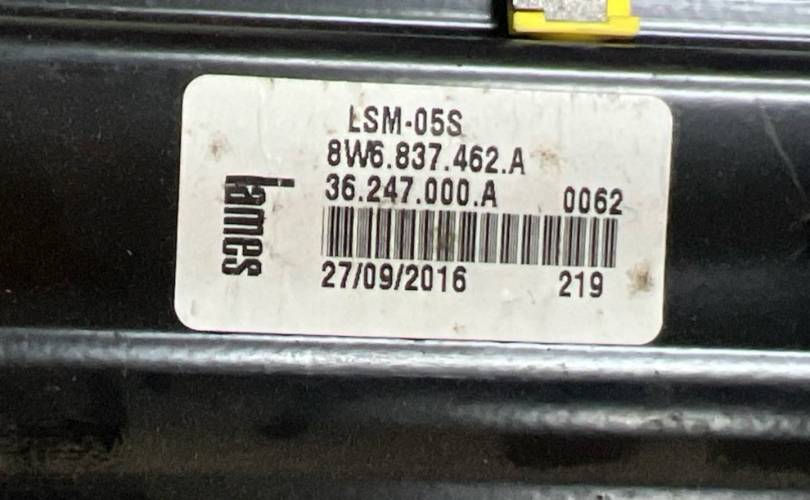 LSM-05S
8W6.837.462.A
36.247.000.A 0062
lames
27/09/2016 219